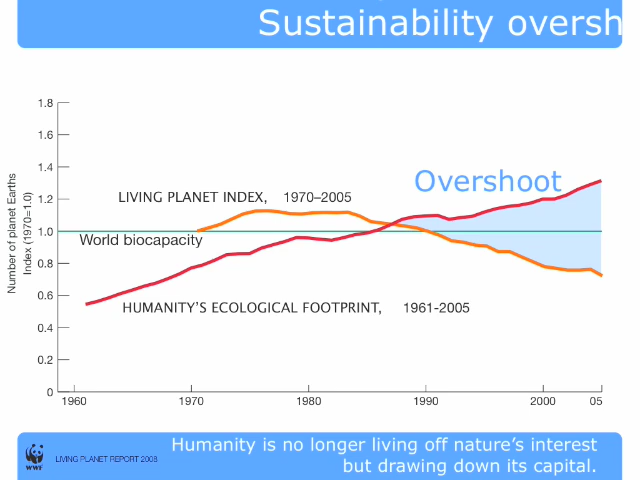 Sustainability oversh
1.8
1.6
1.4
1.2
1.0
0.8
0.6
0.4
0.2
0
Number of planet Earths
Index (1970=1.0)
Overshoot
LIVING PLANET INDEX, 1970–2005
World biocapacity
HUMANITY'S ECOLOGICAL FOOTPRINT, 1961-2005
1960 1970 1980 1990 2000 05
Humanity is no longer living off nature's interest
but drawing down its capital.
WWF
LIVING PLANET REPORT 2008